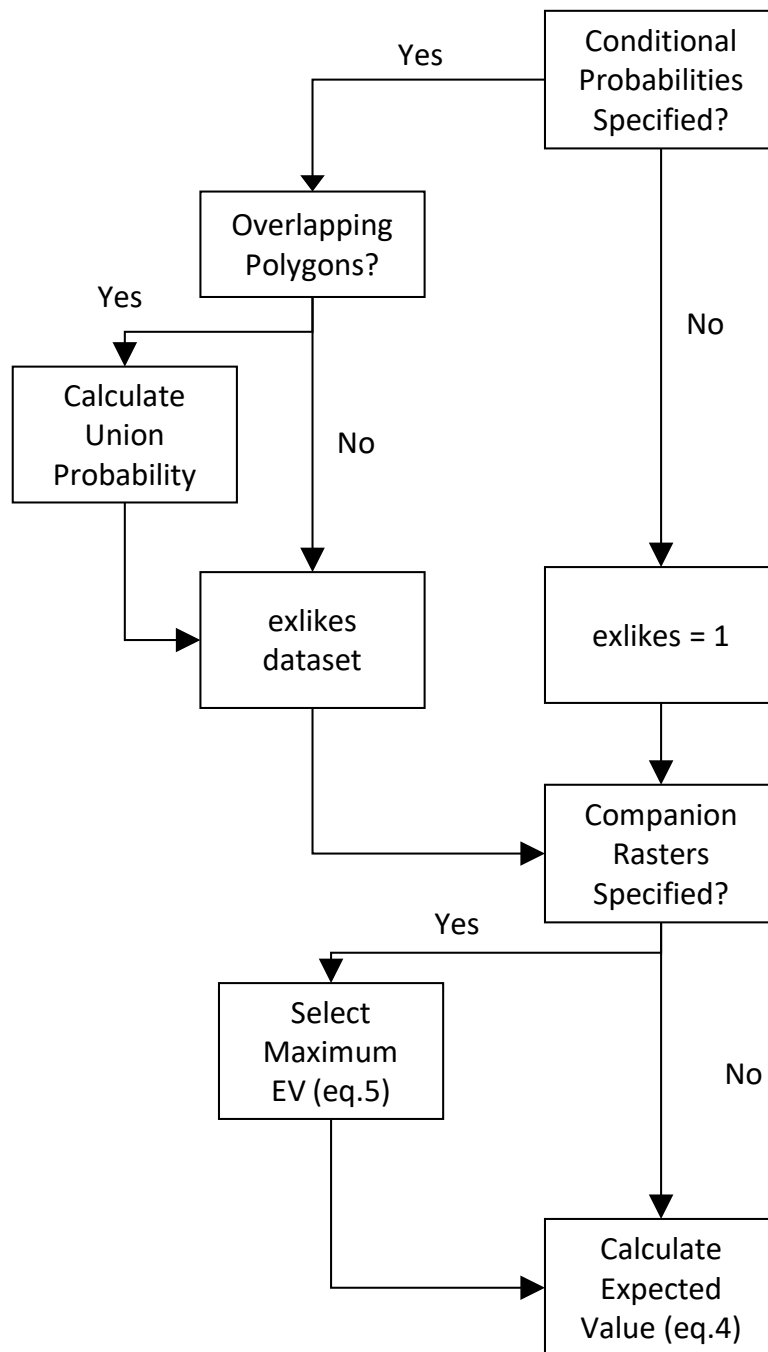 Conditional
Probabilities
Specified?
Yes
Overlapping
Polygons?
Yes
No
Calculate
Union
Probability
No
exlikes
dataset
exlikes = 1
Companion
Rasters
Specified?
Yes
Select
Maximum
EV (eq.5)
No
Calculate
Expected
Value (eq.4)